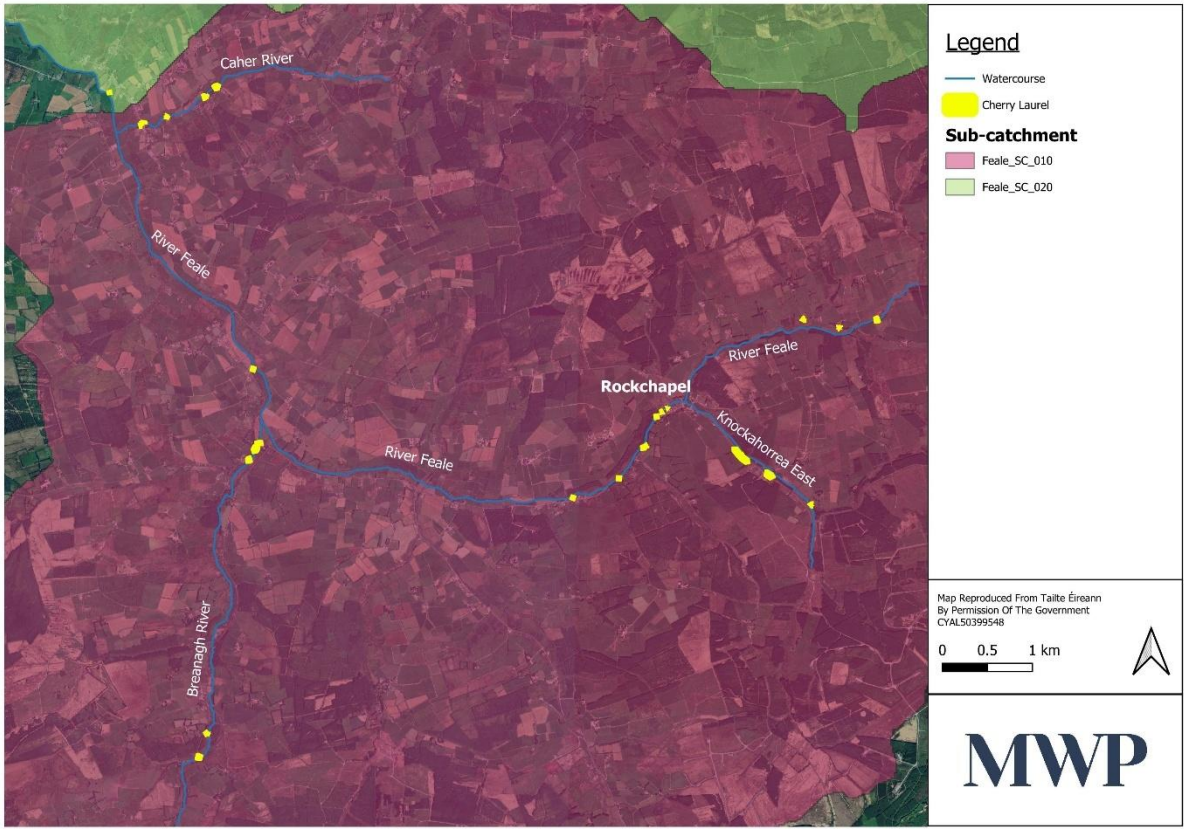 Caher River
River Feale
River Feale
Rockchapel
Knockahorrea East
River Feale
Breanagh River
Legend
Watercourse
Cherry Laurel
Sub-catchment
Feale_SC_010
Feale_SC_020
Map Reproduced From Tailte Éireann
By Permission Of The Government
CYAL50399548
0 0.5 1 km
MWP